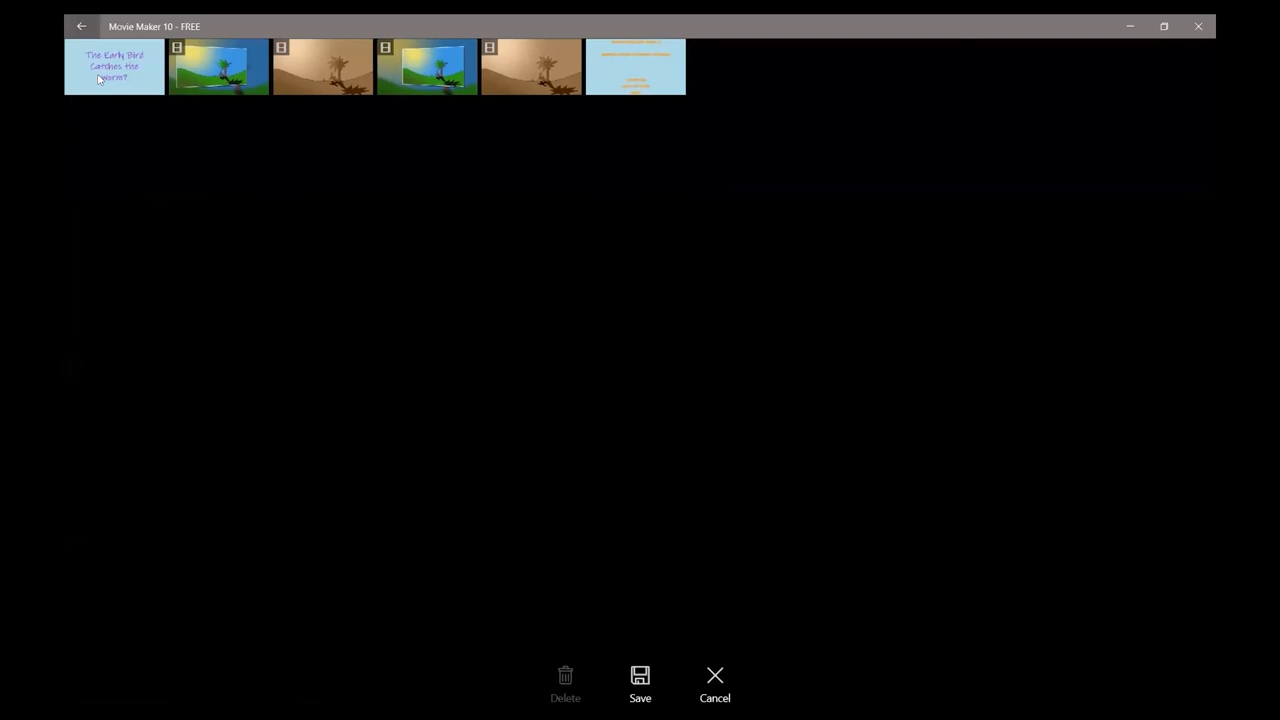 Movie Maker 10 - FREE
The Early Bird
Catches the
Worm?
Delete
Save
Cancel